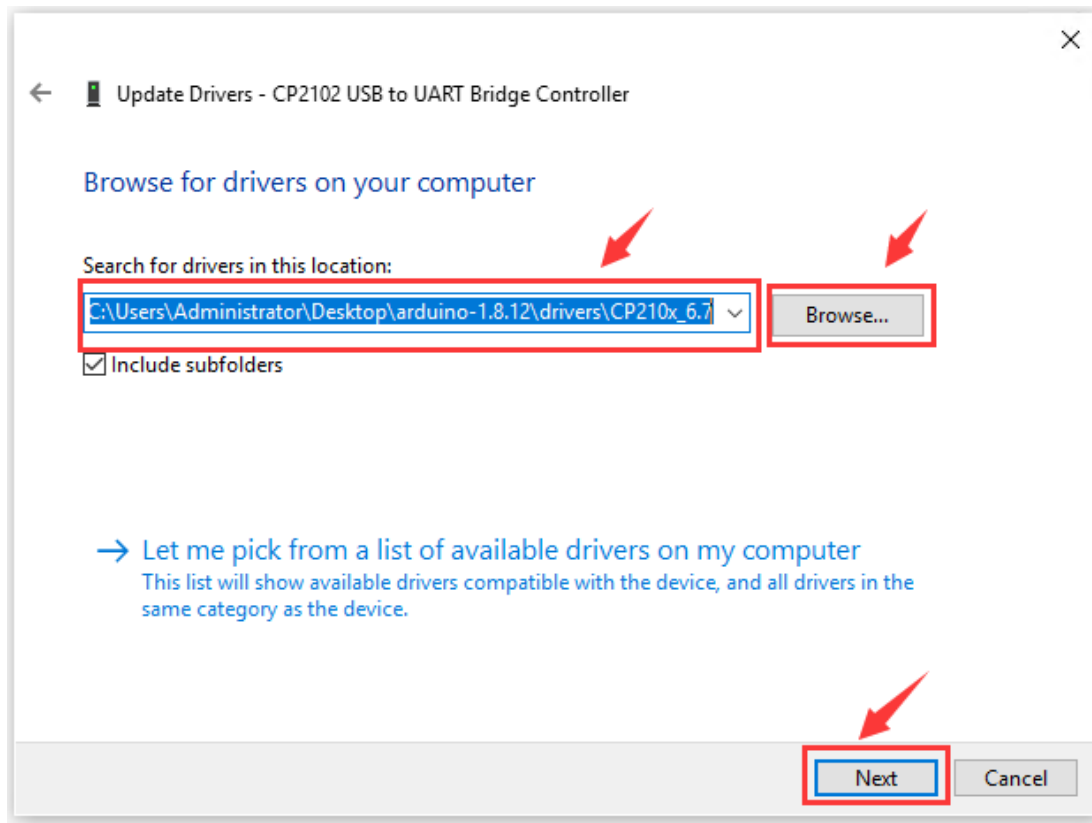 Update Drivers - CP2102 USB to UART Bridge Controller
Browse for drivers on your computer
Search for drivers in this location:
C:\Users\Administrator\Desktop\arduino-1.8.12\drivers\CP210x_6.7
Browse...
Include subfolders
Let me pick from a list of available drivers on my computer
This list will show available drivers compatible with the device, and all drivers in the
same category as the device.
Next
Cancel